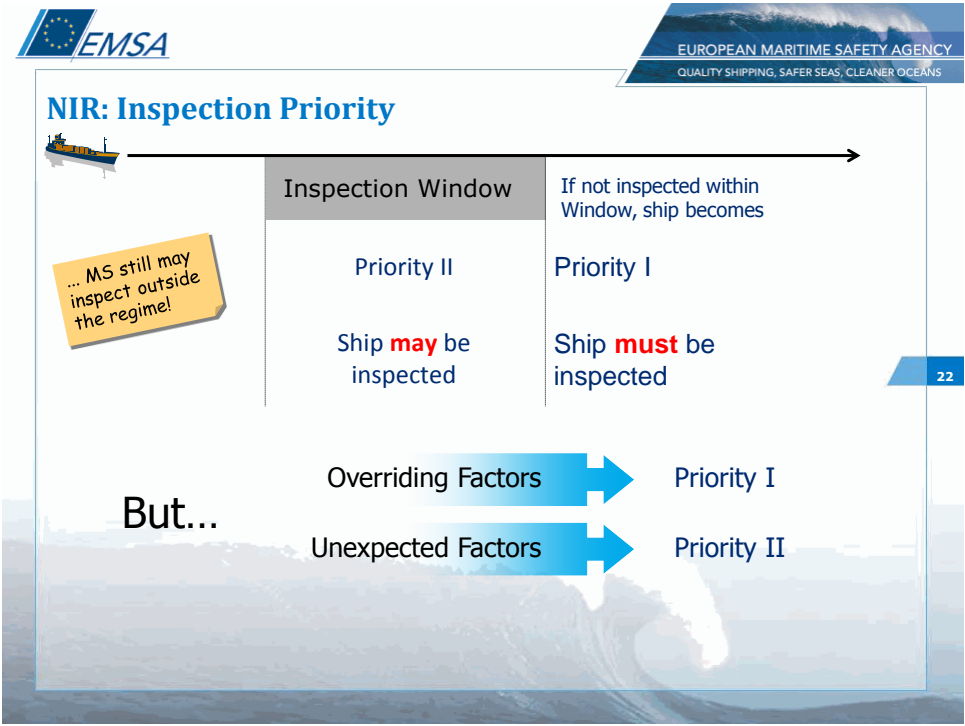 EMSA
EUROPEAN MARITIME SAFETY AGENCY
QUALITY SHIPPING, SAFER SEAS, CLEANER OCEANS
NIR: Inspection Priority
Inspection Window
If not inspected within
Window, ship becomes
... MS still may
inspect outside
the regime!
Priority II
Priority I
Ship may be
inspected
Ship must be
inspected
22
But...
Overriding Factors
Priority I
Unexpected Factors
Priority II